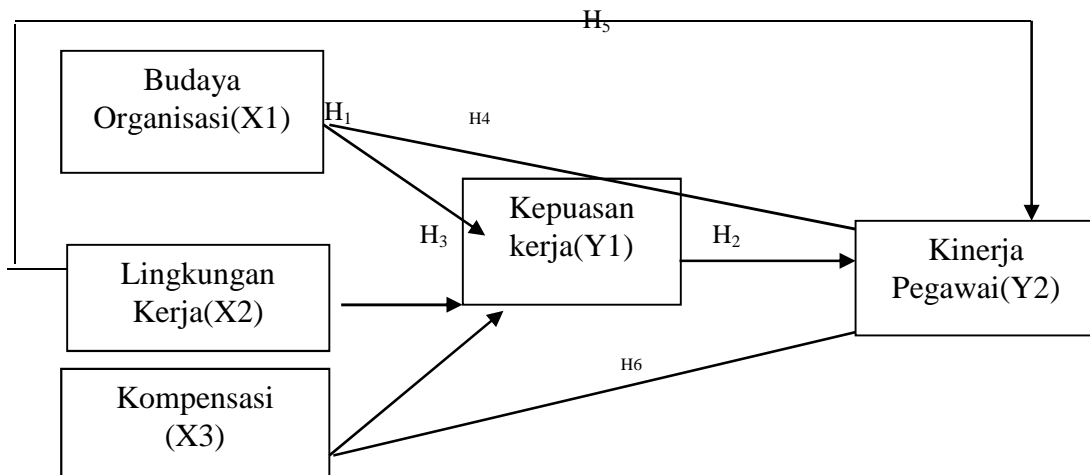 H₅
Budaya
Organisasi(X1)
H₁
H4
Kepuasan
kerja(Y1)
H₃
H₂
Kinerja
Pegawai(Y2)
Lingkungan
Kerja(X2)
H6
Kompensasi
(X3)